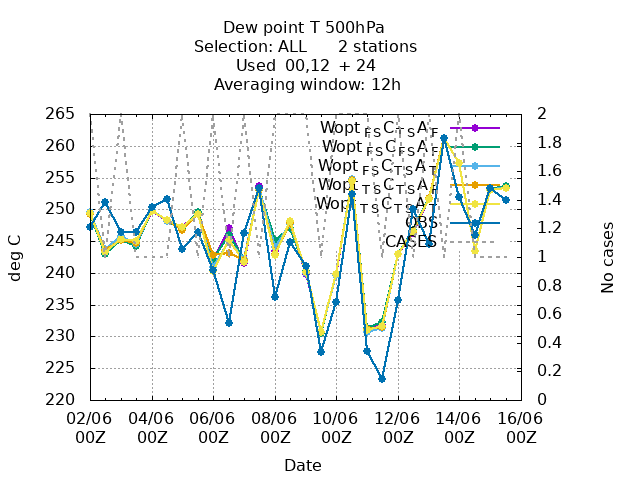 Dew point T 500hPa
Selection: ALL 2 stations
Used 00,12 + 24
Averaging window: 12h
265 2
260 1.8
255 1.6
250 1.4
245 1.2
240 1
235 0.8
230 0.6
225 0.4
220 0.2
0
deg C
No cases
Wopt FS C TS A F
Wopt FS C FS A F
Wopt FS C TS A T
Wopt TS C TS A F
Wopt TS C TS A T
OBS
CASES
02/06 04/06 06/06 08/06 10/06 12/06 14/06 16/06
00Z 00Z 00Z 00Z 00Z 00Z 00Z 00Z
Date